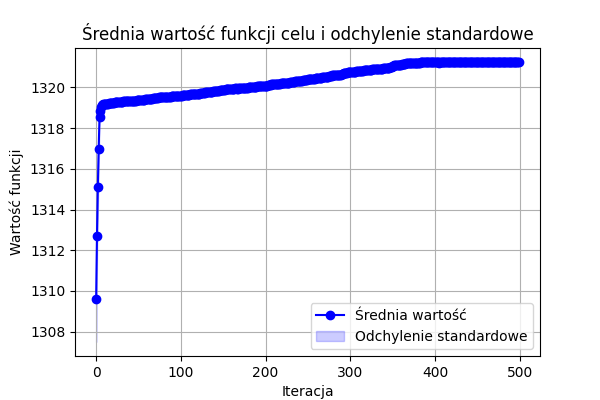 Średnia wartość funkcji celu i odchylenie standardowe
Wartość funkcji
1320
1318
1316
1314
1312
1310
1308
Średnia wartość
Odchylenie standardowe
0 100 200 300 400 500
Iteracja